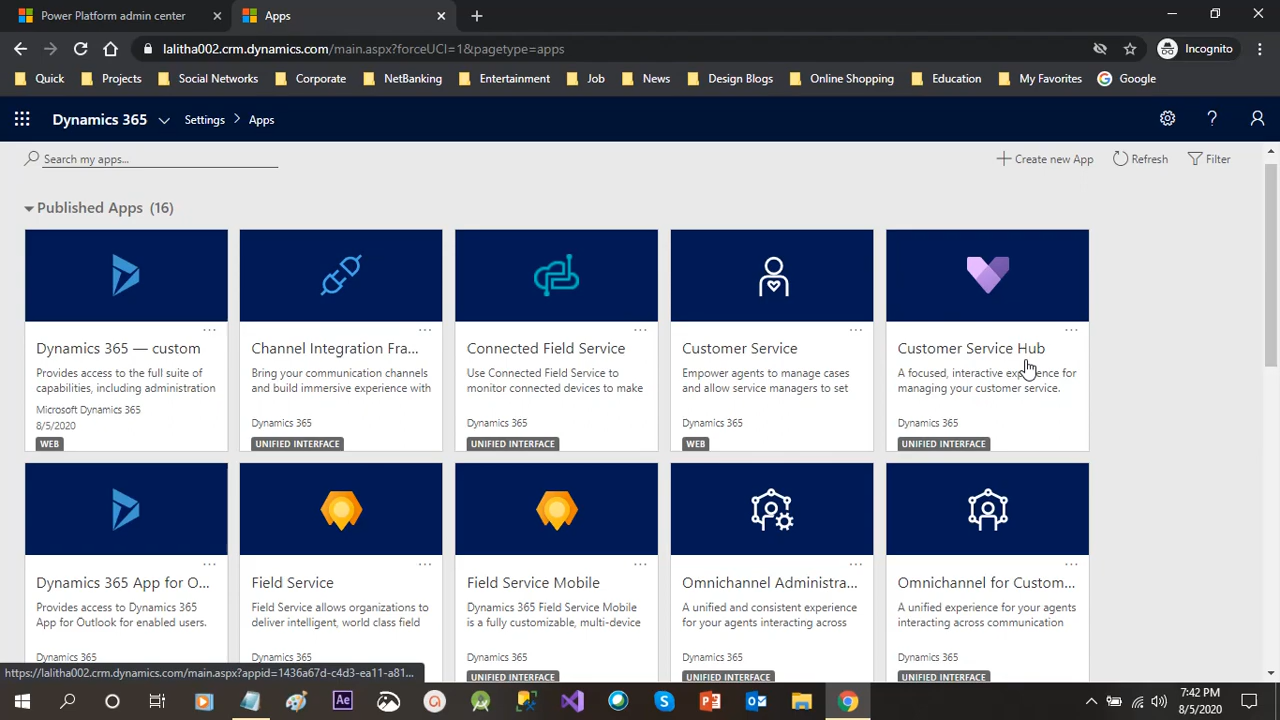 Power Platform admin center
Apps
lalitha002.crm.dynamics.com/main.aspx?forceUCI=1&pagetype=apps
Incognito
Quick
Projects
Social Networks
Corporate
NetBanking
Entertainment
Job
News
Design Blogs
Online Shopping
Education
My Favorites
Google
Dynamics 365
Settings > Apps
Search my apps...
Create new App
Refresh
Filter
Published Apps (16)
Dynamics 365 — custom
Provides access to the full suite of
capabilities, including administration
Microsoft Dynamics 365
8/5/2020
WEB
Channel Integration Fra...
Bring your communication channels
and build immersive experience with
Dynamics 365
UNIFIED INTERFACE
Connected Field Service
Use Connected Field Service to
monitor connected devices to make
Dynamics 365
UNIFIED INTERFACE
Customer Service
Empower agents to manage cases
and allow service managers to set
Dynamics 365
WEB
Customer Service Hub
A focused, interactive experience for
managing your customer service.
Dynamics 365
UNIFIED INTERFACE
Dynamics 365 App for O...
Provides access to Dynamics 365
App for Outlook for enabled users.
Dynamics 365
Field Service
Field Service allows organizations to
deliver intelligent, world class field
Field Service Mobile
Dynamics 365 Field Service Mobile
is a fully customizable, multi-device
Dynamics 365
UNIFIED INTERFACE
Omnichannel Administra...
A unified and consistent experience
for your agents interacting across
Dynamics 365
UNIFIED INTERFACE
Omnichannel for Custom...
A unified experience for your agents
interacting across communication
Dynamics 365
UNIFIED INTERFACE
https://lalitha002.crm.dynamics.com/main.aspx?appid=1436a67d-c4d3-ea11-a81...
Ae
7:42 PM
8/5/2020